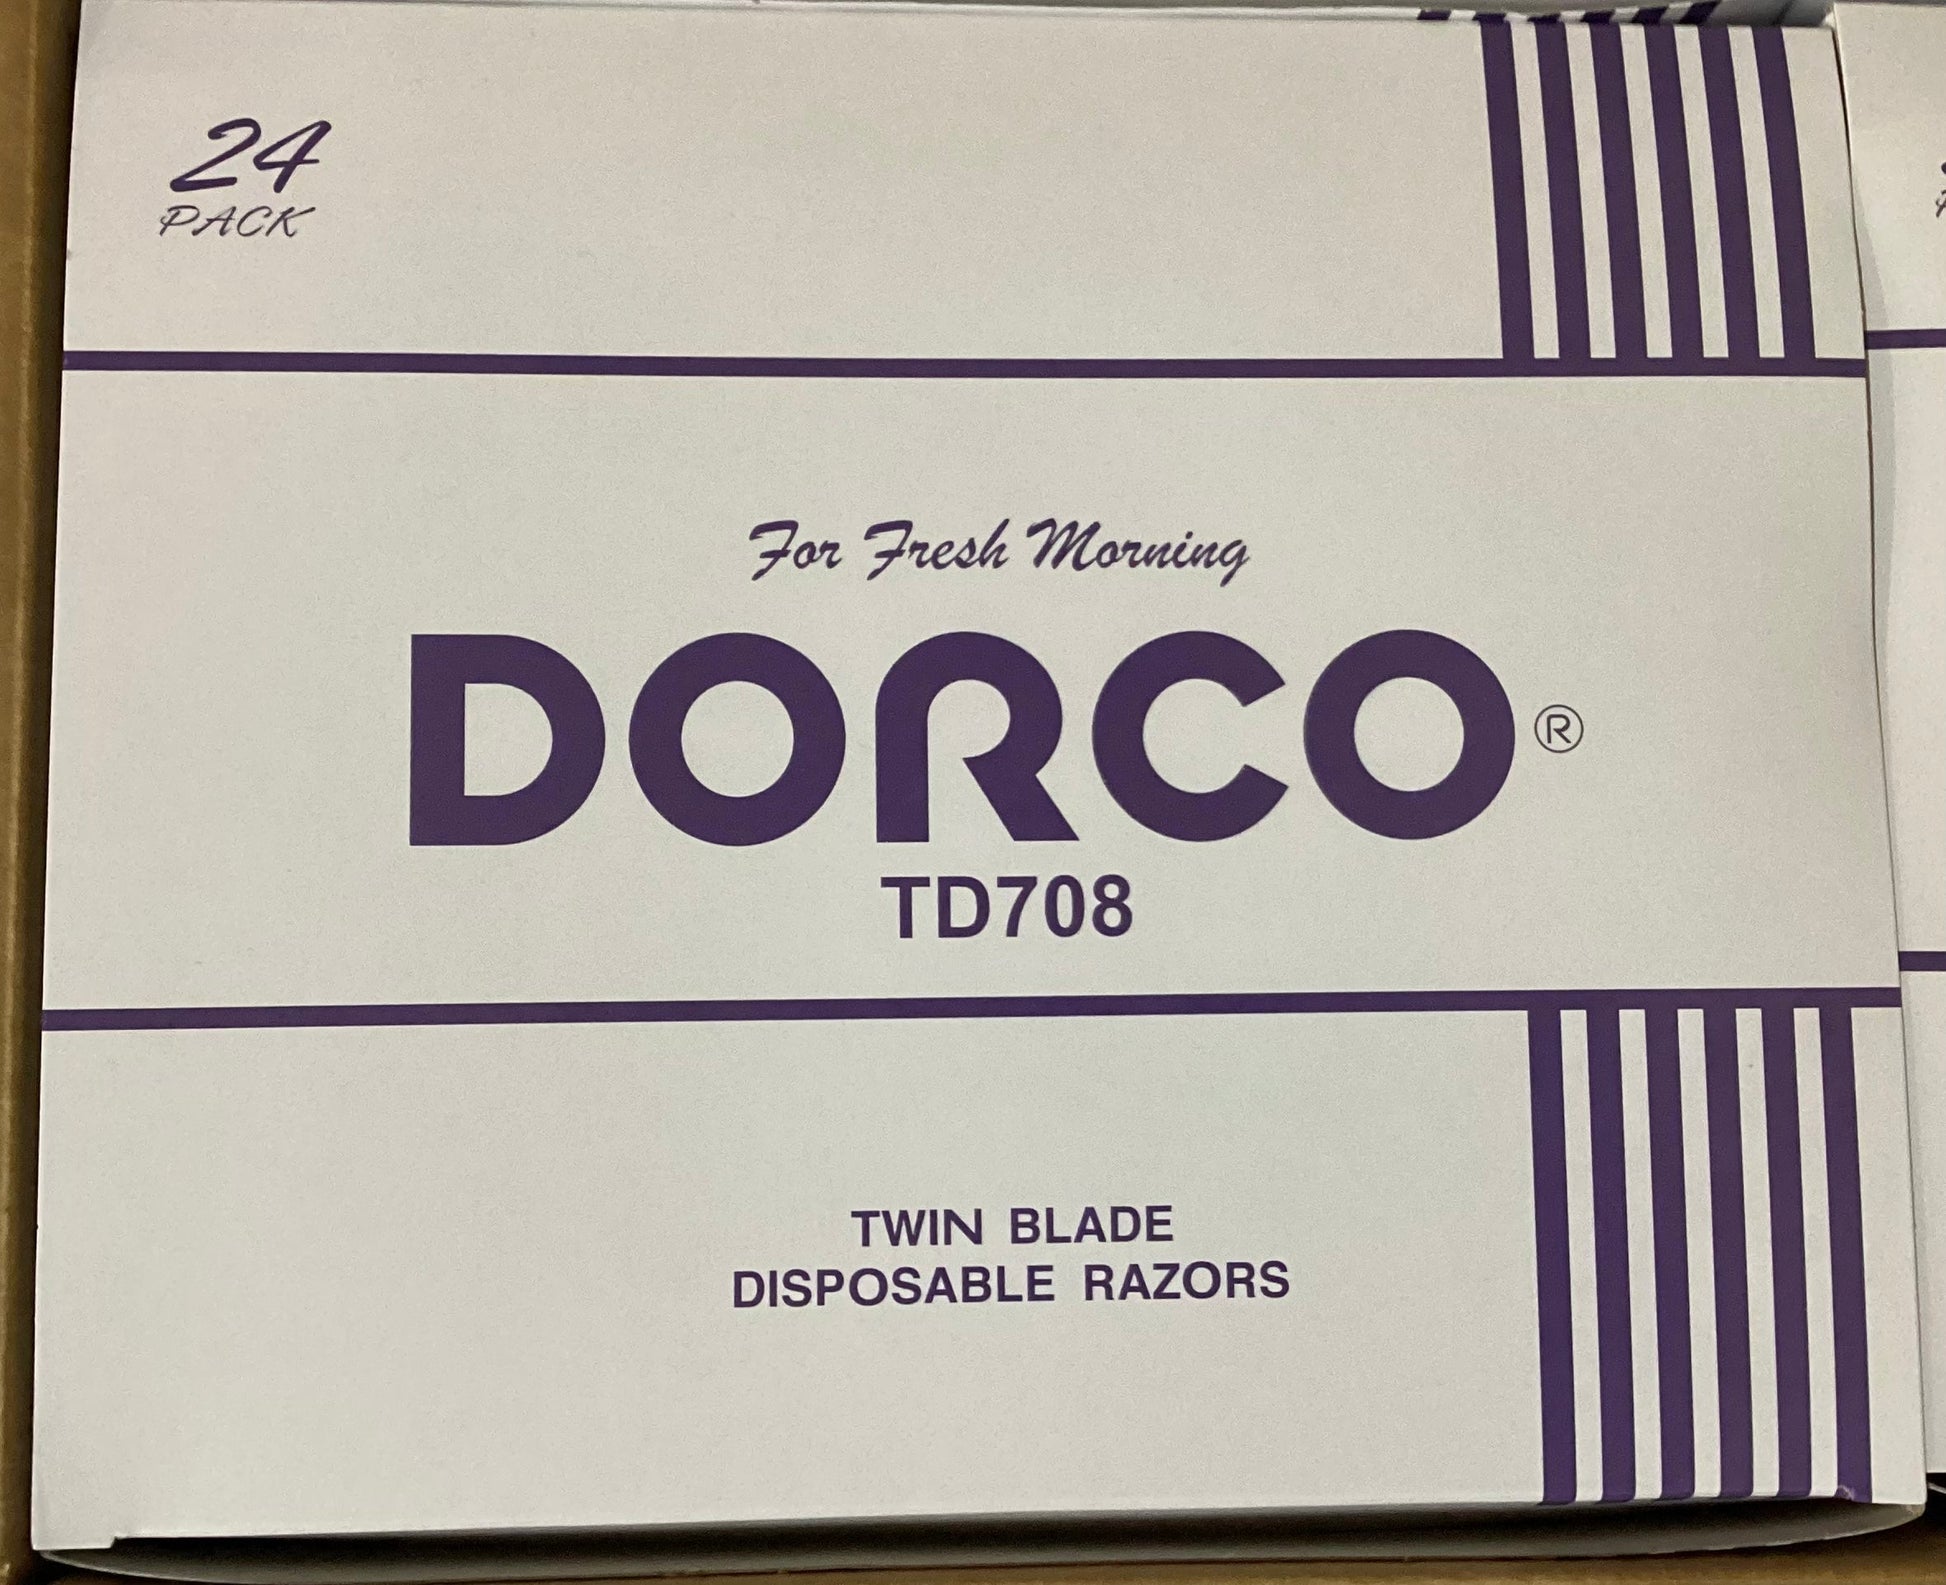 24
PACK
For Fresh Morning
DORCO®
TD708
TWIN BLADE
DISPOSABLE RAZORS